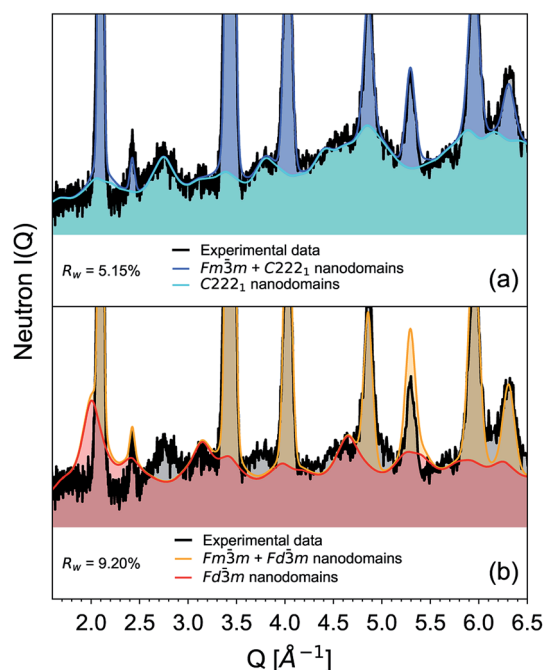 Neutron I(Q)
Experimental data
Fm3̄m + C222₁ nanodomains
C222₁ nanodomains
R_w = 5.15%
(a)
Experimental data
Fm3̄m + Fd3̄m nanodomains
Fd3̄m nanodomains
R_w = 9.20%
(b)
2.0 2.5 3.0 3.5 4.0 4.5 5.0 5.5 6.0 6.5
Q [Å⁻¹]